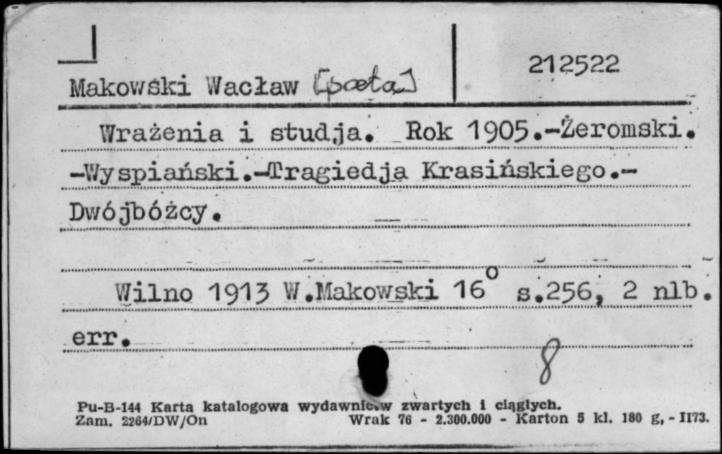 Makowski Wacław [poeta]
212522
Wrażenia i studja. Rok 1905.-Żeromski.
-Wyspiański.-Tragiedja Krasińskiego.-
Dwójbóżcy.
Wilno 1913 W.Makowski 16° s.256, 2 nlb.
err.
8
Pu-B-144 Karta katalogowa wydawnictw zwartych i ciągłych.
Zam. 2264/DW/On Wrak 76 - 2.300.000 - Karton 5 kl. 180 g, - II73.